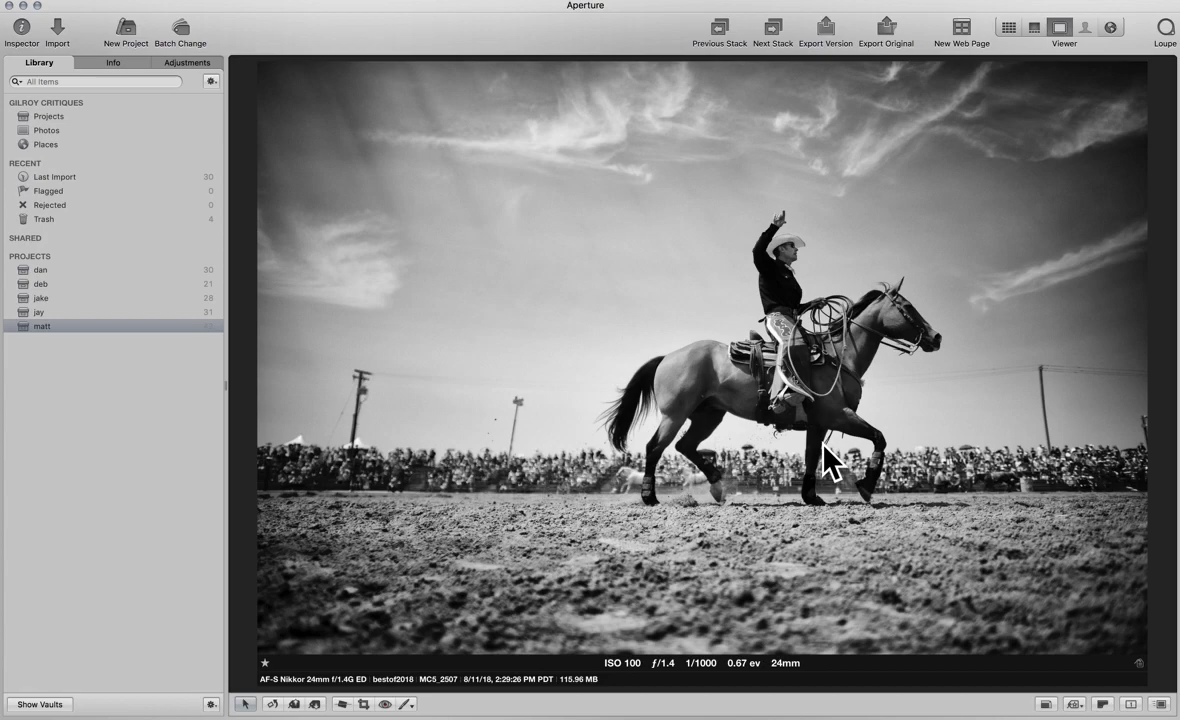 Aperture
Inspector
Import
New Project
Batch Change
Previous Stack
Next Stack
Export Version
Export Original
New Web Page
Viewer
Loupe
Library
Info
Adjustments
All Items
GILROY CRITIQUES
Projects
Photos
Places
RECENT
Last Import 30
Flagged 0
Rejected 0
Trash 4
SHARED
PROJECTS
dan 30
deb 21
jake 28
jay 31
matt
ISO 100 ƒ/1.4 1/1000 0.67 ev 24mm
AF-S Nikkor 24mm f/1.4G ED | bestof2018 | MC5_2507 | 8/11/18, 2:29:26 PM PDT | 115.96 MB
Show Vaults